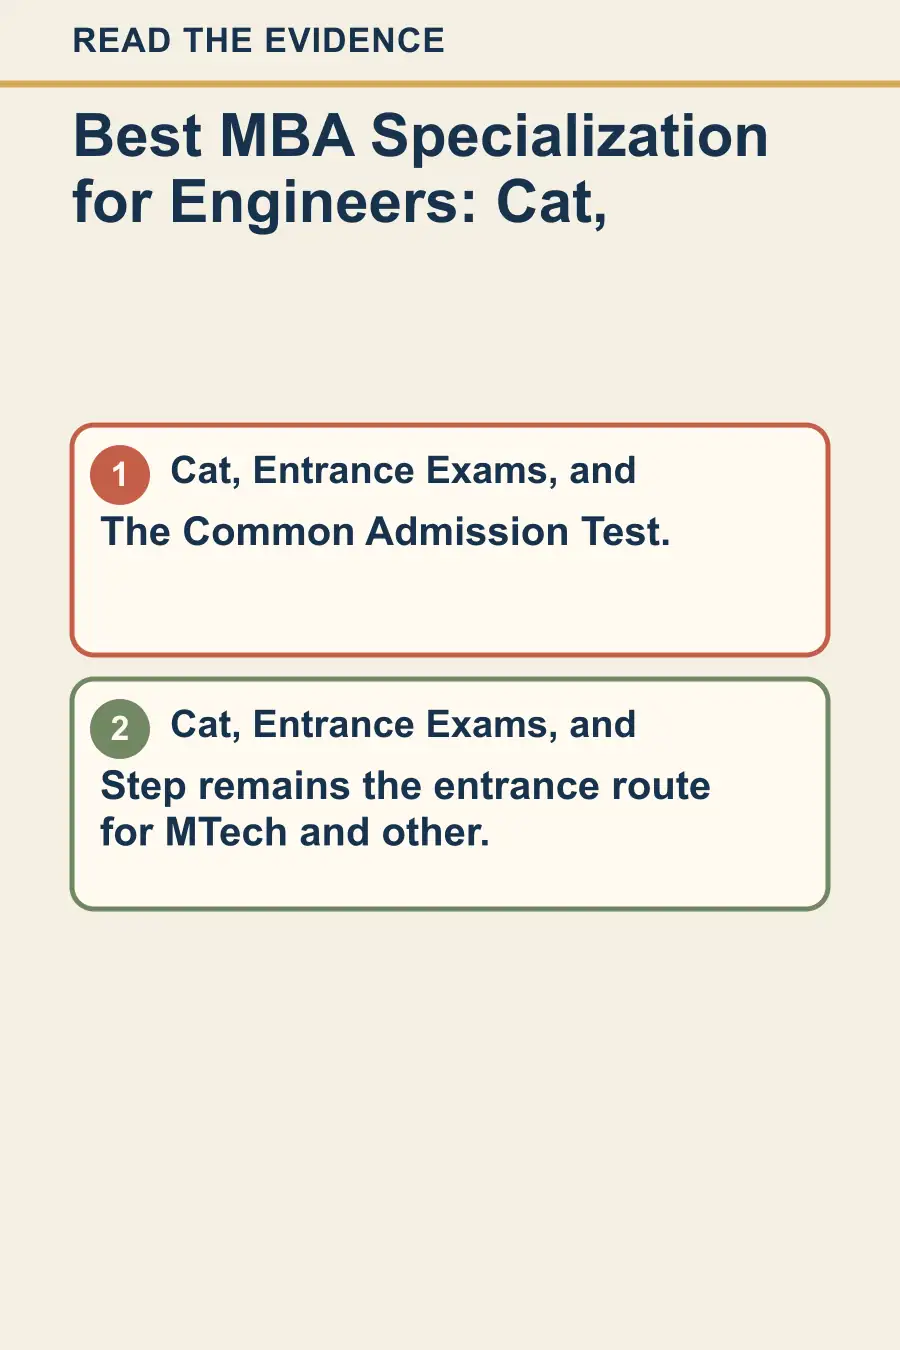 READ THE EVIDENCE
Best MBA Specialization
for Engineers: Cat,
1 Cat, Entrance Exams, and
The Common Admission Test.
2 Cat, Entrance Exams, and
Step remains the entrance route
for MTech and other.